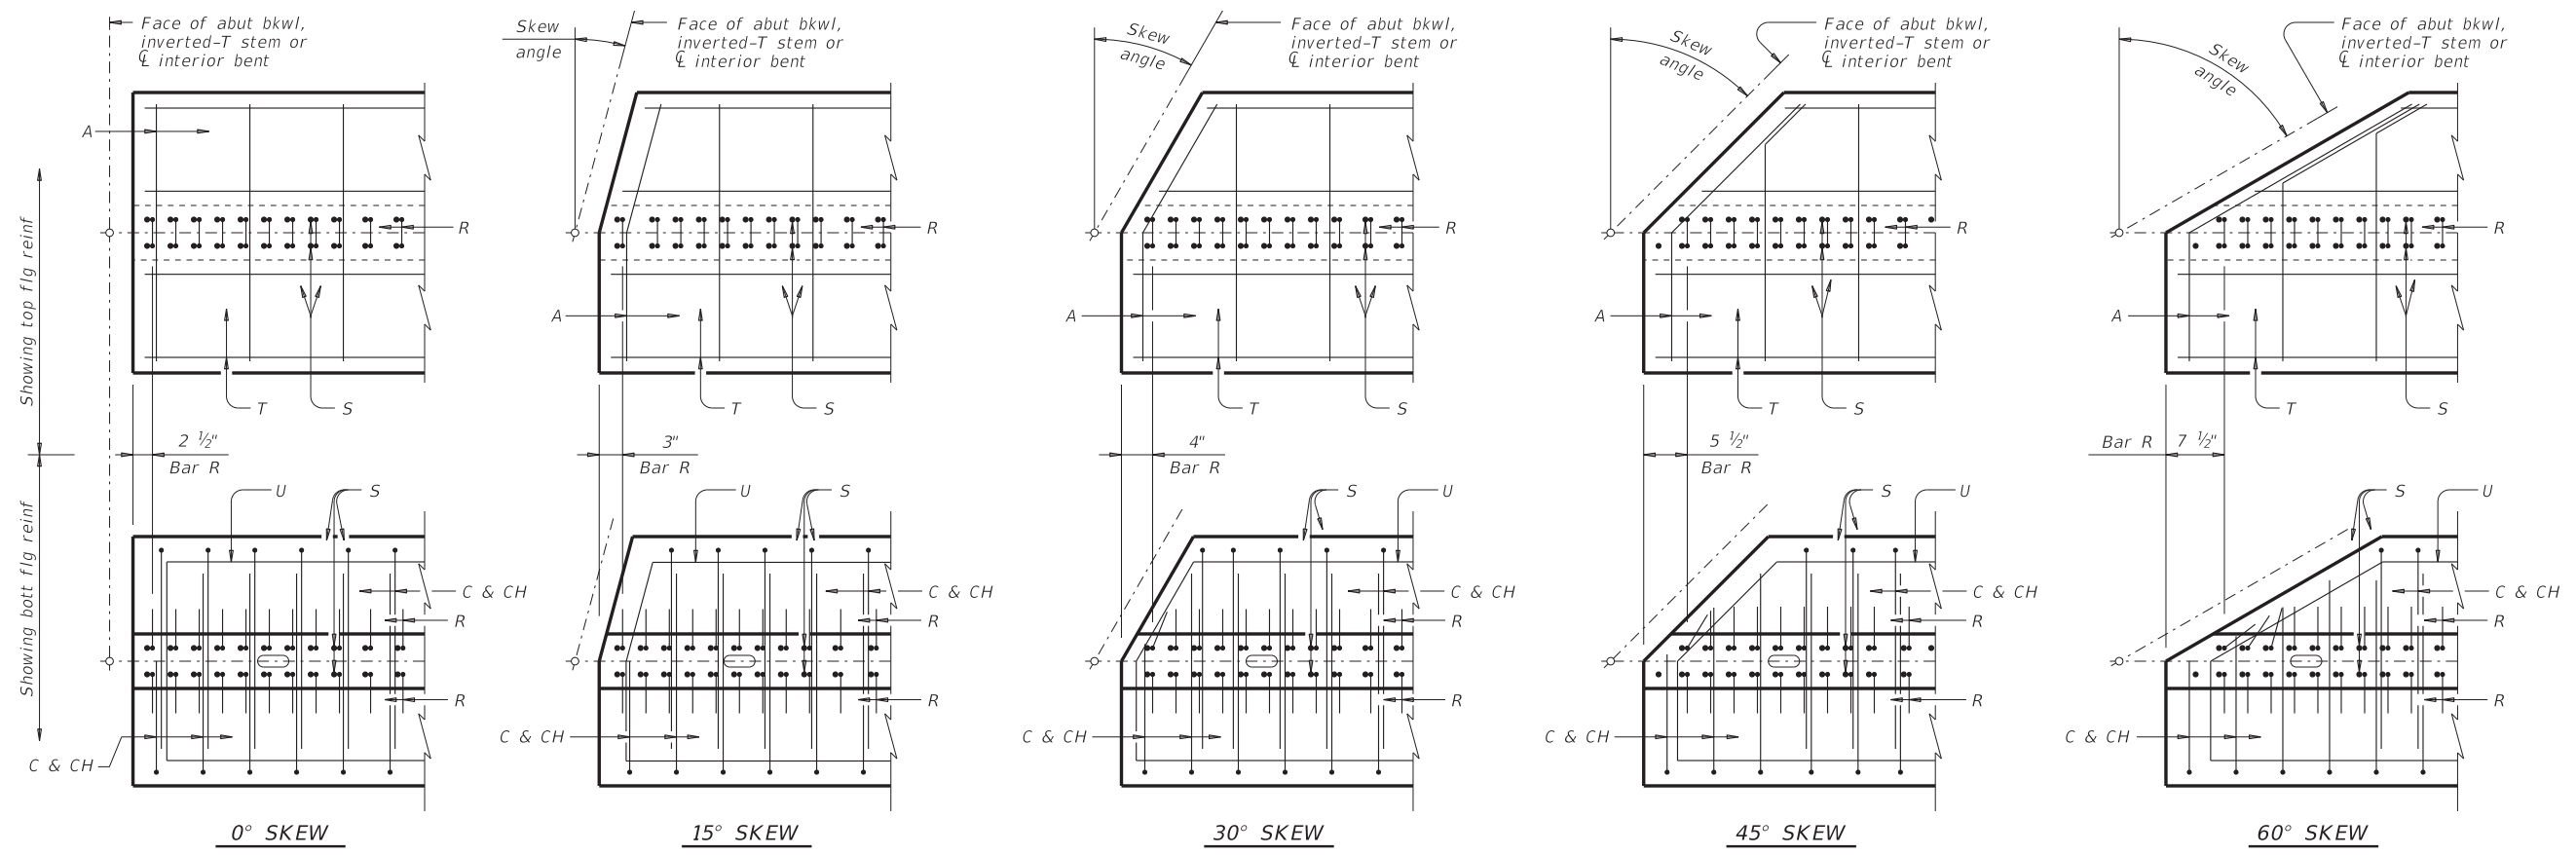 Face of abut bkwl,
inverted-T stem or
℄ interior bent
Skew
angle
Face of abut bkwl,
inverted-T stem or
℄ interior bent
Skew
angle
Face of abut bkwl,
inverted-T stem or
℄ interior bent
Skew
angle
Face of abut bkwl,
inverted-T stem or
℄ interior bent
Skew
angle
Face of abut bkwl,
inverted-T stem or
℄ interior bent
Showing top flg reinf
A
R
T
S
A
R
T
S
A
R
T
S
A
R
T
S
A
R
T
S
2 ½"
Bar R
3"
Bar R
4"
Bar R
5 ½"
Bar R
Bar R
7 ½"
Showing bott flg reinf
U
S
C & CH
R
R
C & CH
U
S
C & CH
R
R
C & CH
S
U
C & CH
R
R
C & CH
S
U
C & CH
R
R
C & CH
S
U
C & CH
R
R
C & CH
0° SKEW
15° SKEW
30° SKEW
45° SKEW
60° SKEW